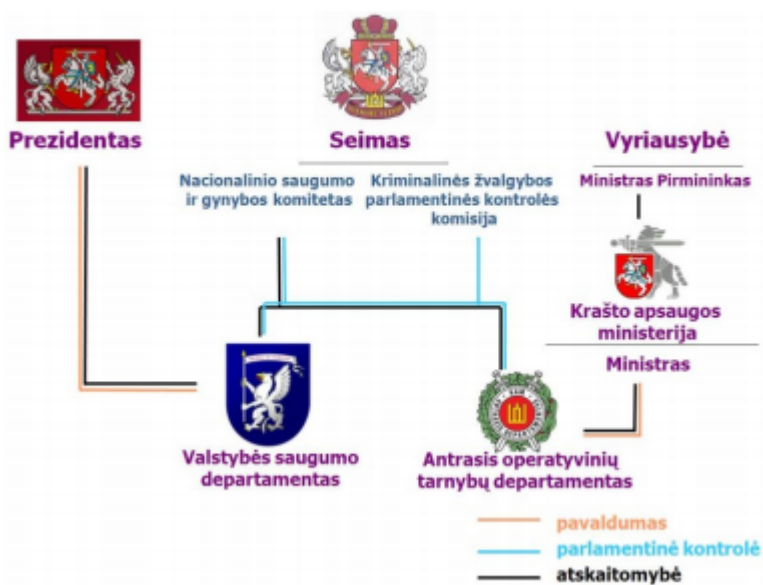 Prezidentas
Seimas
Vyriausybė
Nacionalinio saugumo
ir gynybos komitetas
Kriminalinės žvalgybos
parlamentinės kontrolės
komisija
Ministras Pirmininkas
Krašto apsaugos
ministerija
Ministras
Valstybės saugumo
departamentas
Antrasis operatyvinių
tarnybų departamentas
pavaldumas
parlamentinė kontrolė
atskaitomybė